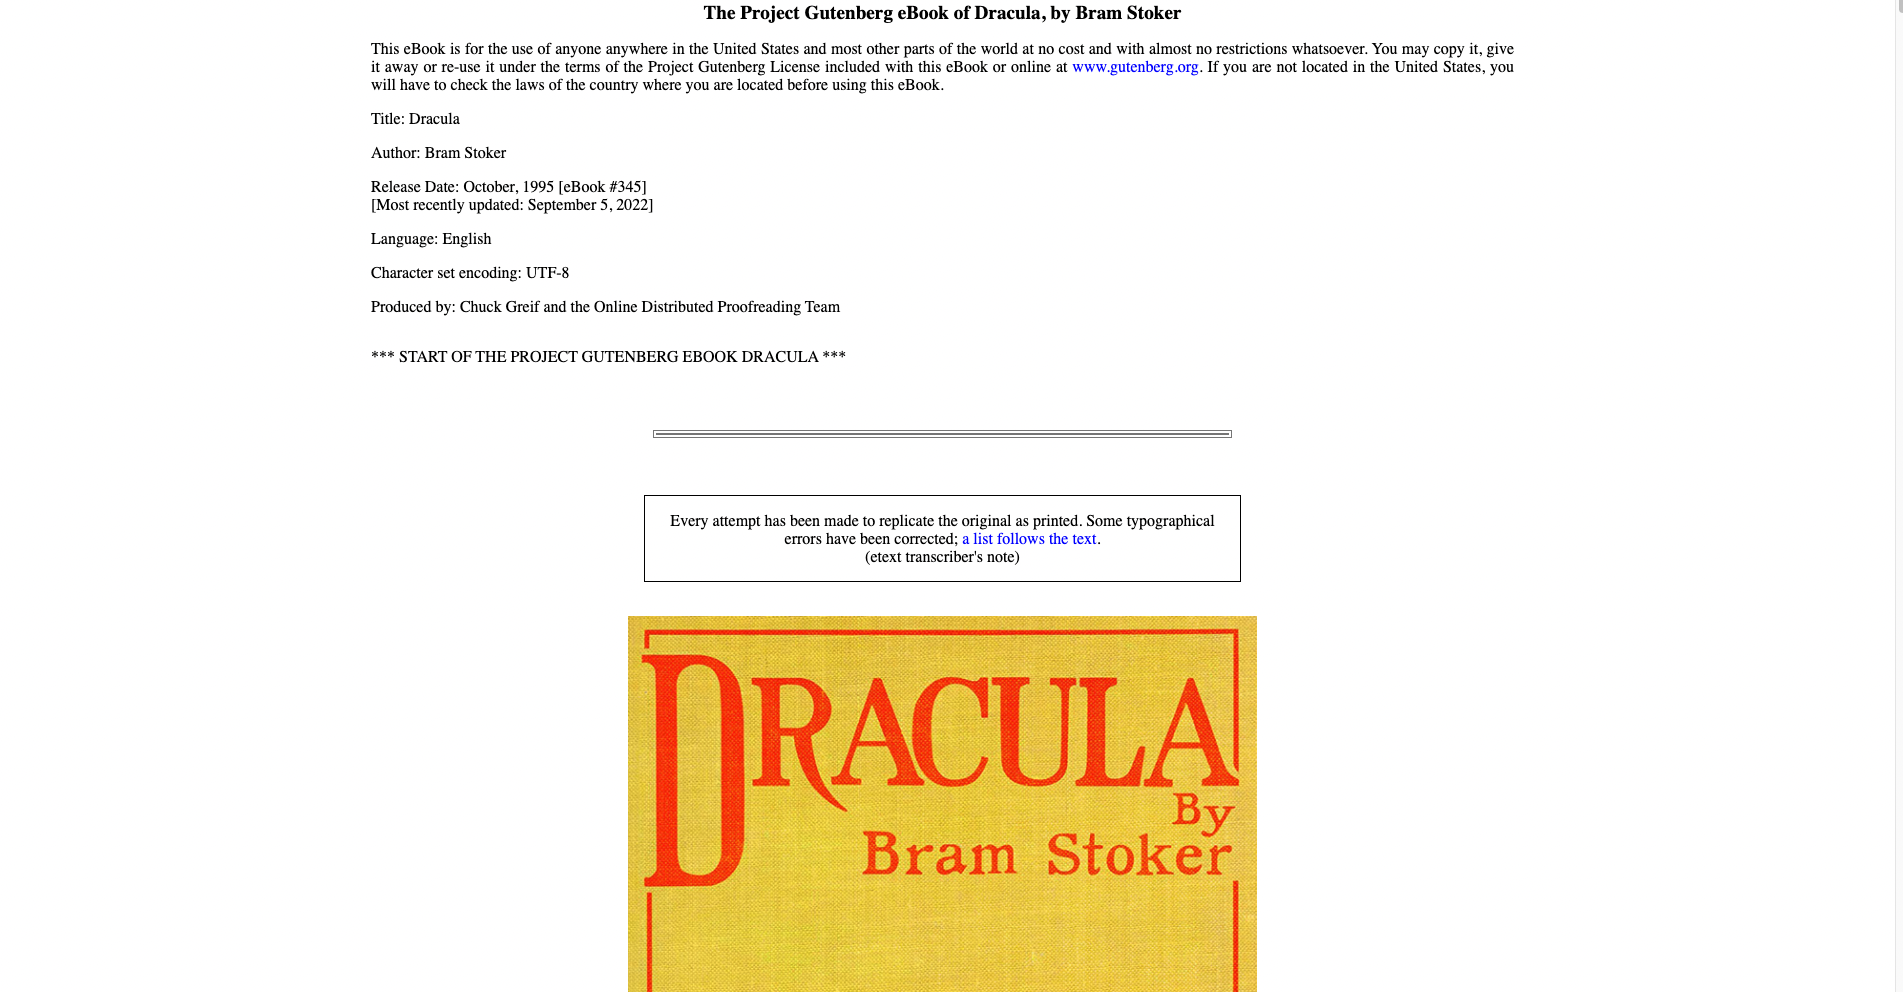 The Project Gutenberg eBook of Dracula, by Bram Stoker
This eBook is for the use of anyone anywhere in the United States and most other parts of the world at no cost and with almost no restrictions whatsoever. You may copy it, give
it away or re-use it under the terms of the Project Gutenberg License included with this eBook or online at www.gutenberg.org. If you are not located in the United States, you
will have to check the laws of the country where you are located before using this eBook.
Title: Dracula
Author: Bram Stoker
Release Date: October, 1995 [eBook #345]
[Most recently updated: September 5, 2022]
Language: English
Character set encoding: UTF-8
Produced by: Chuck Greif and the Online Distributed Proofreading Team
*** START OF THE PROJECT GUTENBERG EBOOK DRACULA ***
Every attempt has been made to replicate the original as printed. Some typographical
errors have been corrected; a list follows the text.
(etext transcriber's note)
DRACULA
By
Bram Stoker